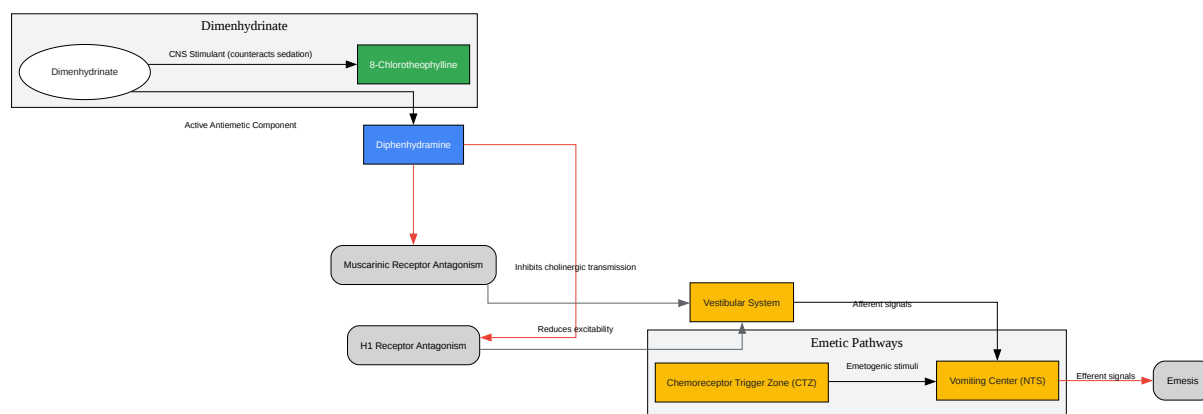 Dimenhydrinate
CNS Stimulant (counteracts sedation)
Dimenhydrinate
8-Chlorotheophylline
Active Antiemetic Component
Diphenhydramine
Muscarinic Receptor Antagonism
Inhibits cholinergic transmission
Vestibular System
Afferent signals
H1 Receptor Antagonism
Reduces excitability
Emetic Pathways
Chemoreceptor Trigger Zone (CTZ)
Emetogenic stimuli
Vomiting Center (NTS)
Efferent signals
Emesis